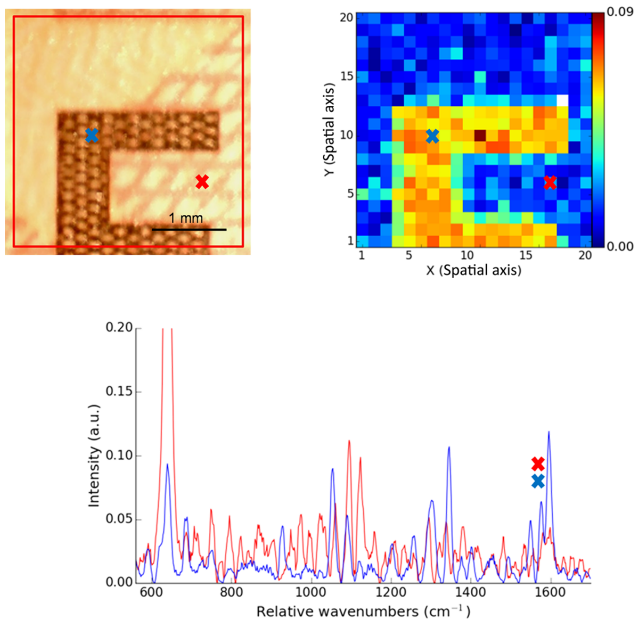 1 mm
20
15
10
5
1
Y (Spatial axis)
1 5 10 15 20
X (Spatial axis)
0.09
0.00
0.20
0.15
0.10
0.05
0.00
Intensity (a.u.)
600 800 1000 1200 1400 1600
Relative wavenumbers (cm⁻¹)